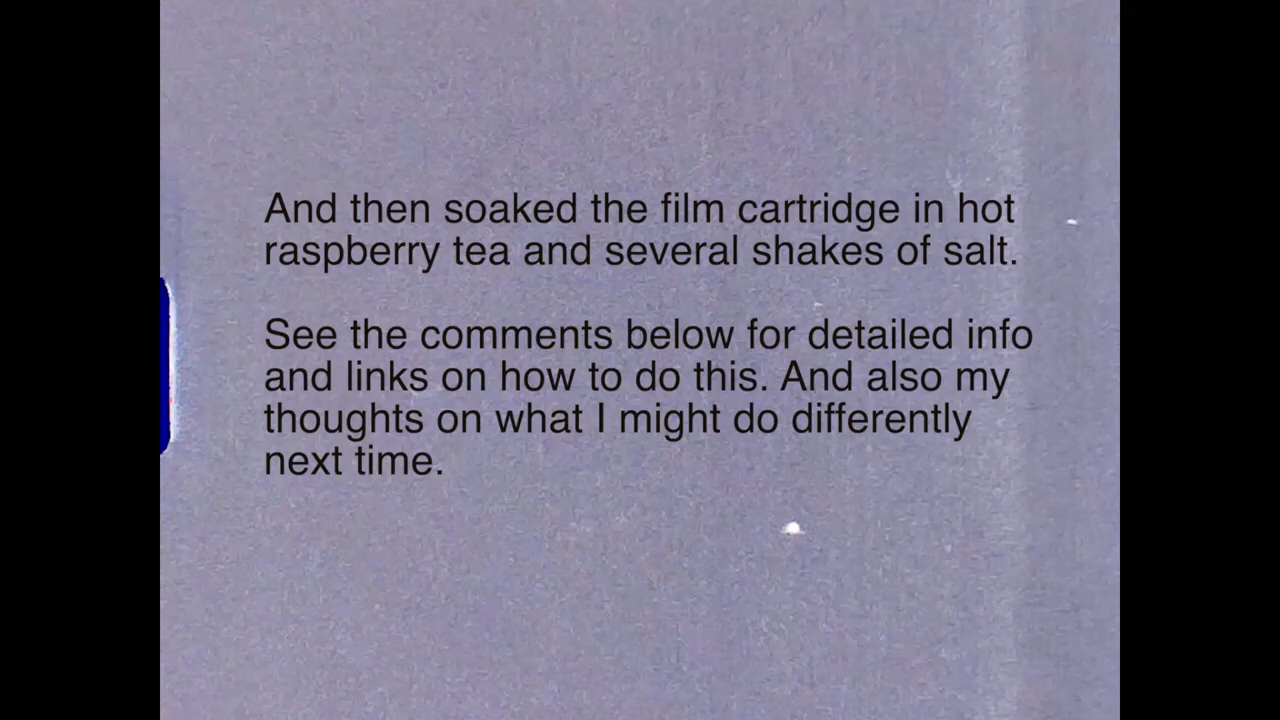 And then soaked the film cartridge in hot
raspberry tea and several shakes of salt.
See the comments below for detailed info
and links on how to do this. And also my
thoughts on what I might do differently
next time.